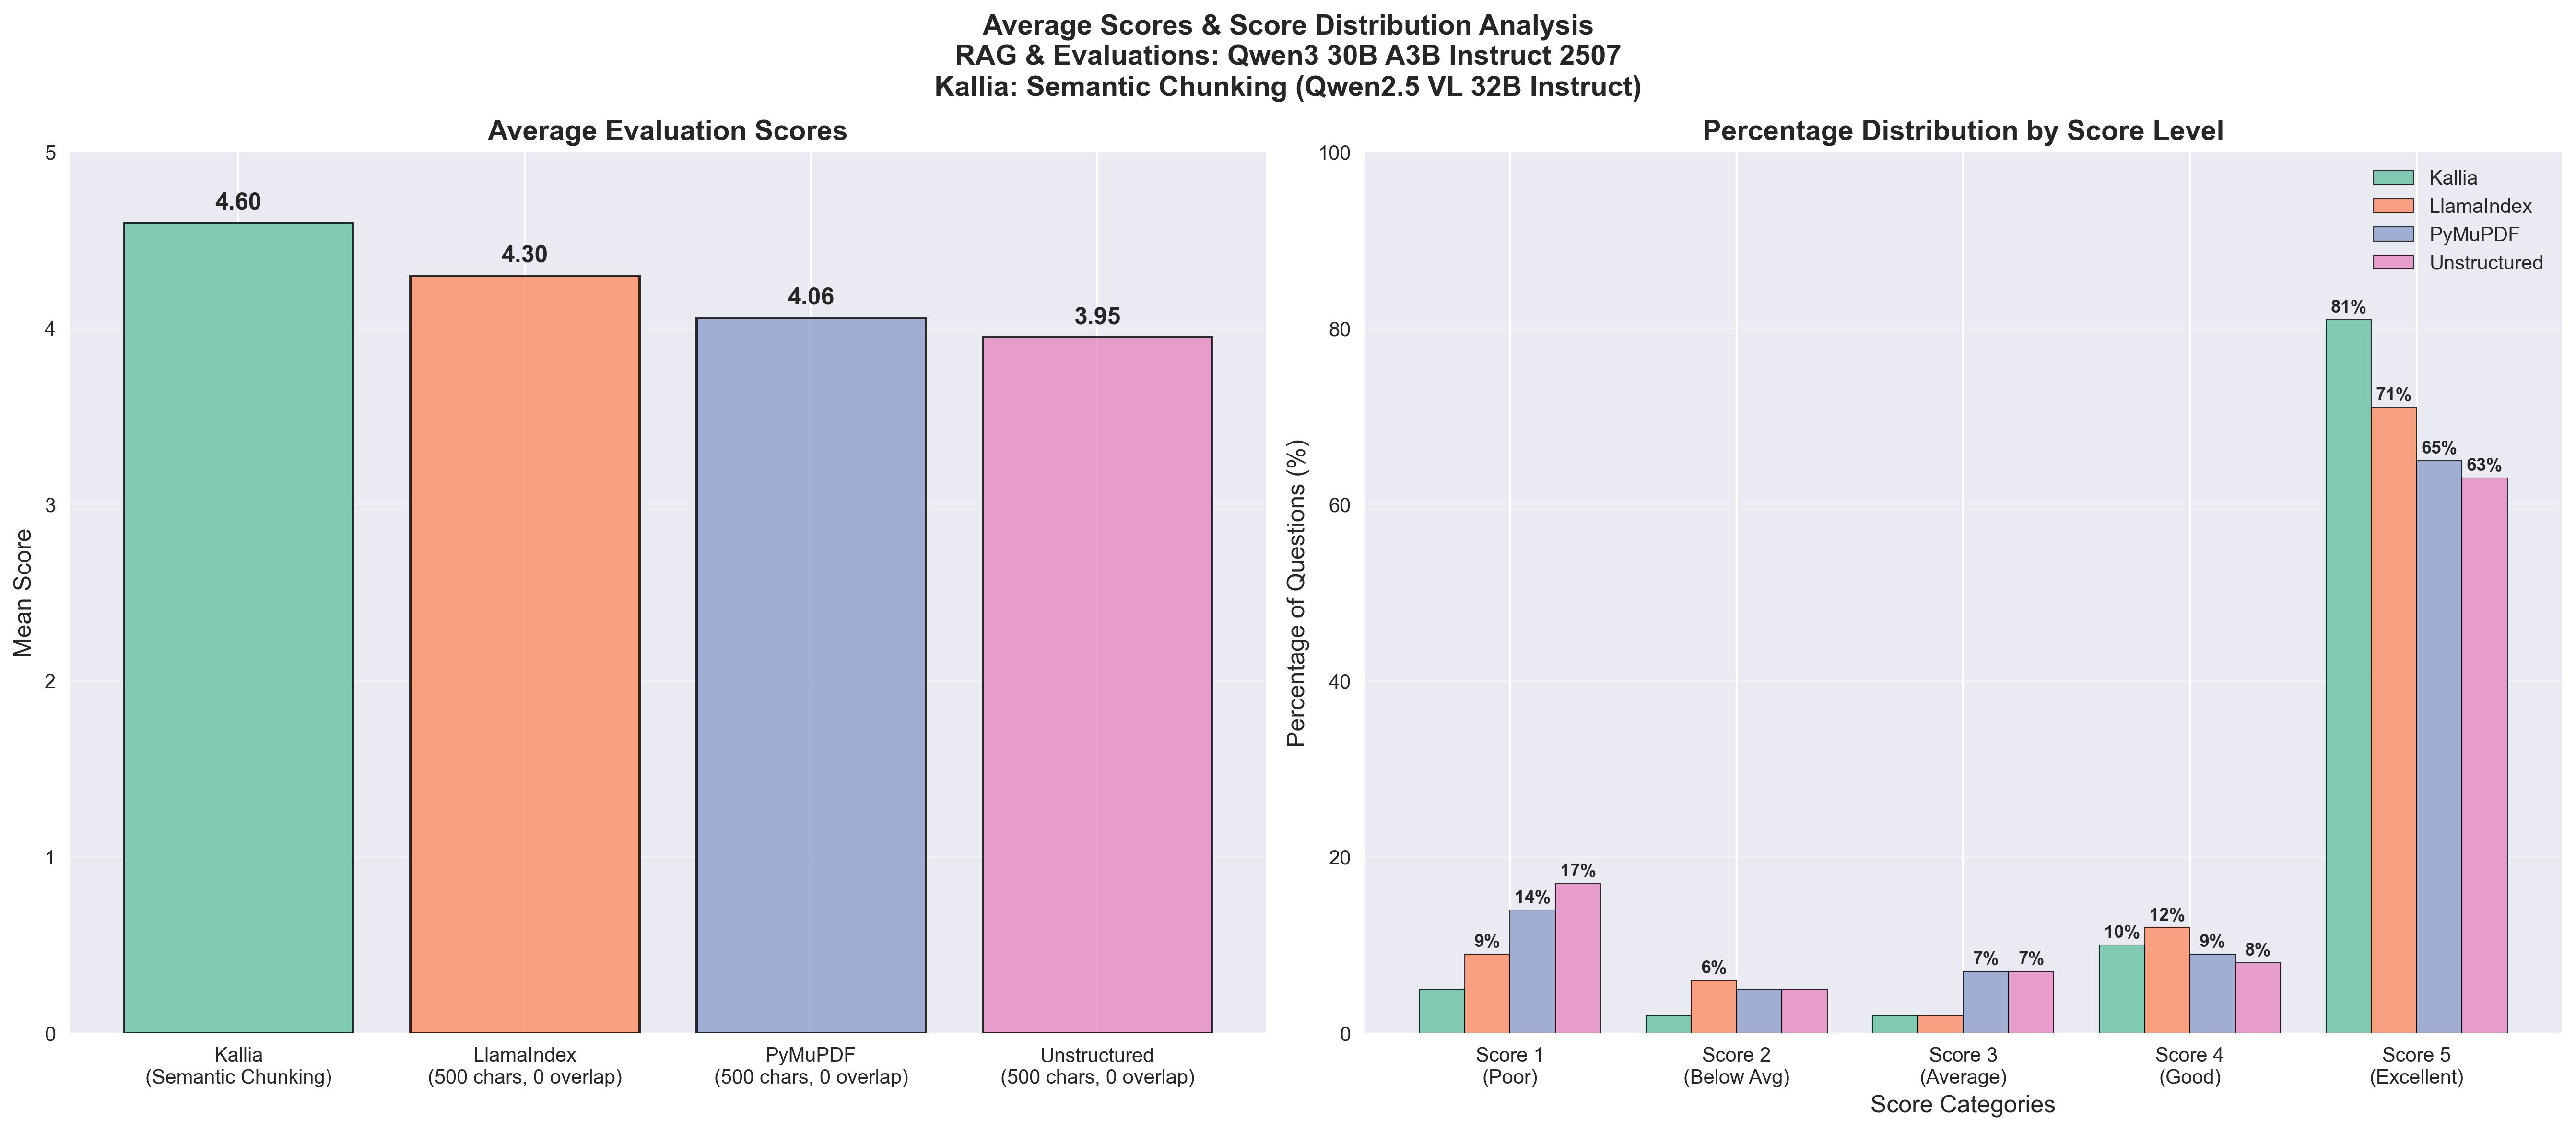 Average Scores & Score Distribution Analysis
RAG & Evaluations: Qwen3 30B A3B Instruct 2507
Kallia: Semantic Chunking (Qwen2.5 VL 32B Instruct)
Average Evaluation Scores
5
4
3
2
1
0
Mean Score
4.60
4.30
4.06
3.95
Kallia
(Semantic Chunking)
LlamaIndex
(500 chars, 0 overlap)
PyMuPDF
(500 chars, 0 overlap)
Unstructured
(500 chars, 0 overlap)
Percentage Distribution by Score Level
100
80
60
40
20
0
Percentage of Questions (%)
Kallia
LlamaIndex
PyMuPDF
Unstructured
9%
14%
17%
6%
7%
7%
10%
12%
9%
8%
81%
71%
65%
63%
Score 1
(Poor)
Score 2
(Below Avg)
Score 3
(Average)
Score 4
(Good)
Score 5
(Excellent)
Score Categories